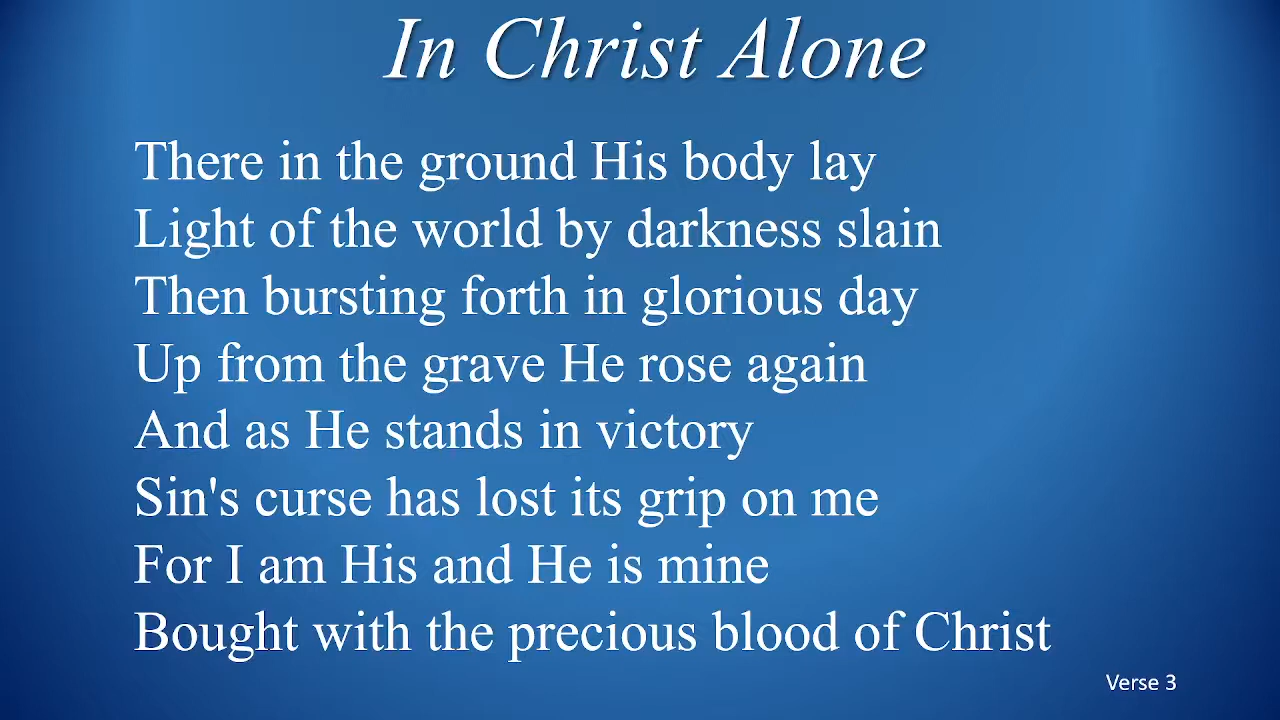 In Christ Alone
There in the ground His body lay
Light of the world by darkness slain
Then bursting forth in glorious day
Up from the grave He rose again
And as He stands in victory
Sin's curse has lost its grip on me
For I am His and He is mine
Bought with the precious blood of Christ
Verse 3